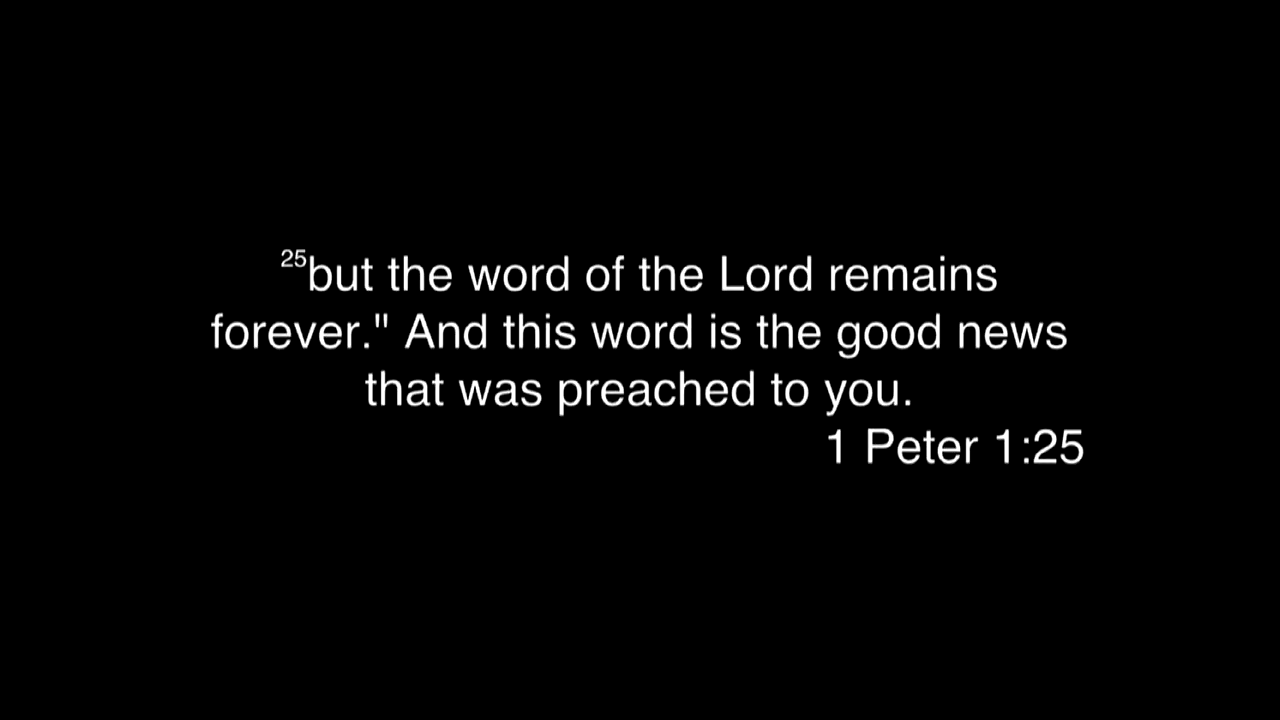 25but the word of the Lord remains
forever." And this word is the good news
that was preached to you.
1 Peter 1:25